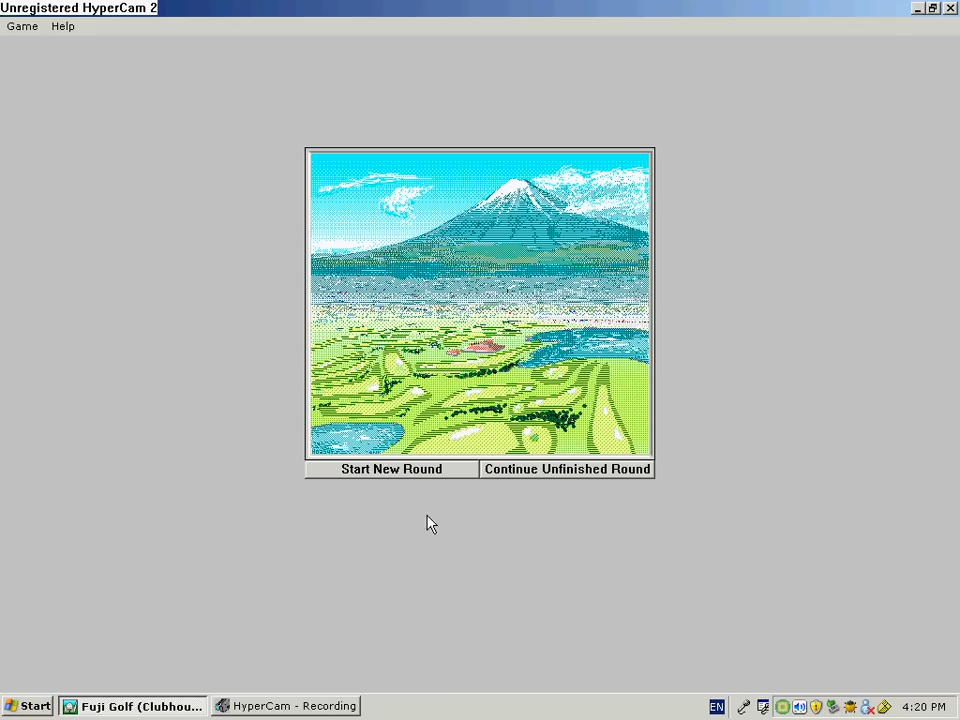 Unregistered HyperCam 2
Game Help
Start New Round Continue Unfinished Round
Start Fuji Golf (Clubhou... HyperCam - Recording EN 4:20 PM